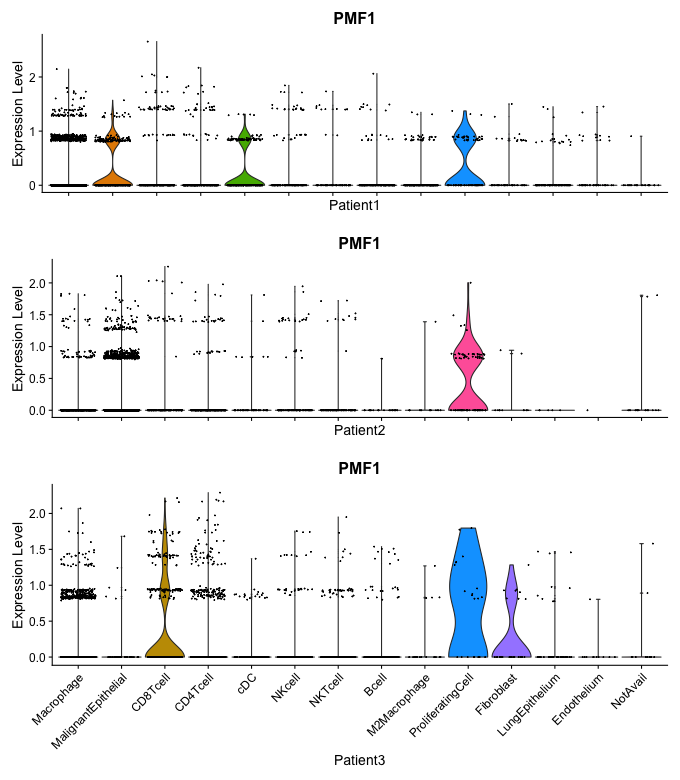 PMF1
Expression Level
2
1
0
Patient1
PMF1
Expression Level
2.0
1.5
1.0
0.5
0.0
Patient2
PMF1
Expression Level
2.0
1.5
1.0
0.5
0.0
Macrophage
MalignantEpithelial
CD8Tcell
CD4Tcell
cDC
NKcell
NKTcell
Bcell
M2Macrophage
ProliferatingCell
Fibroblast
LungEpithelium
Endothelium
NotAvail
Patient3